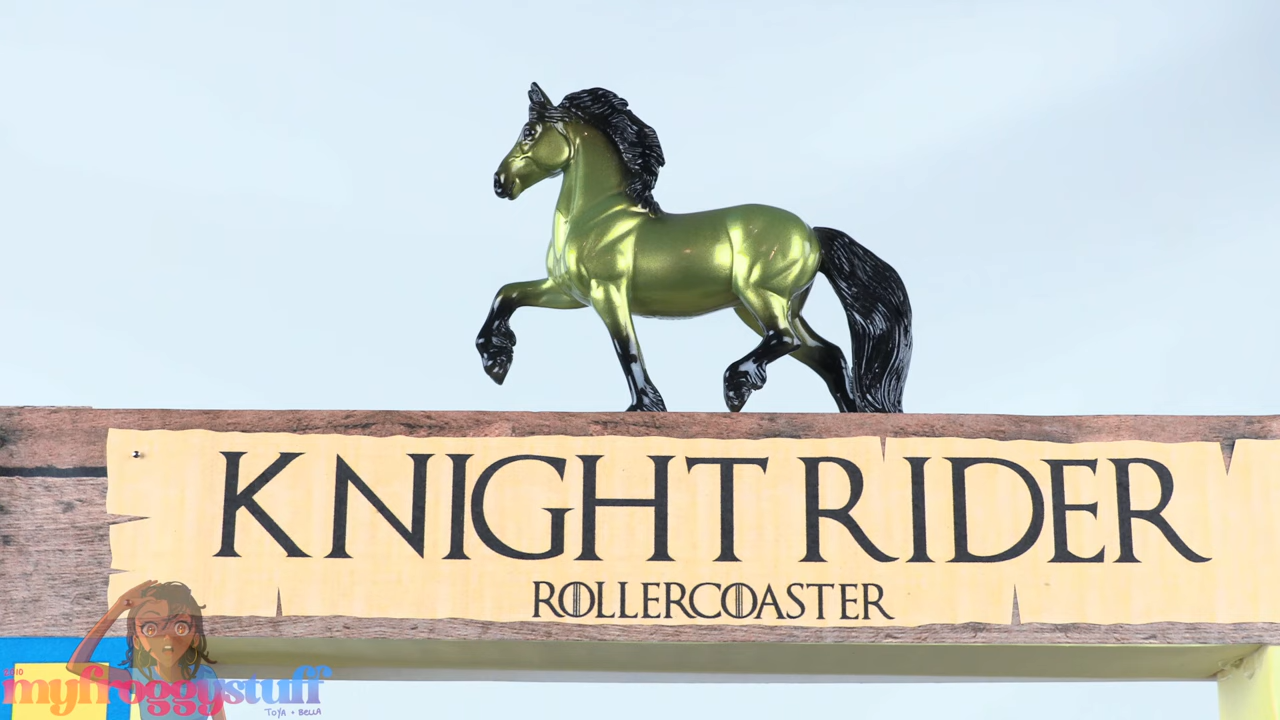 KNIGHT RIDER
ROLLERCOASTER
myfroggystuff
TOYA + BELLA